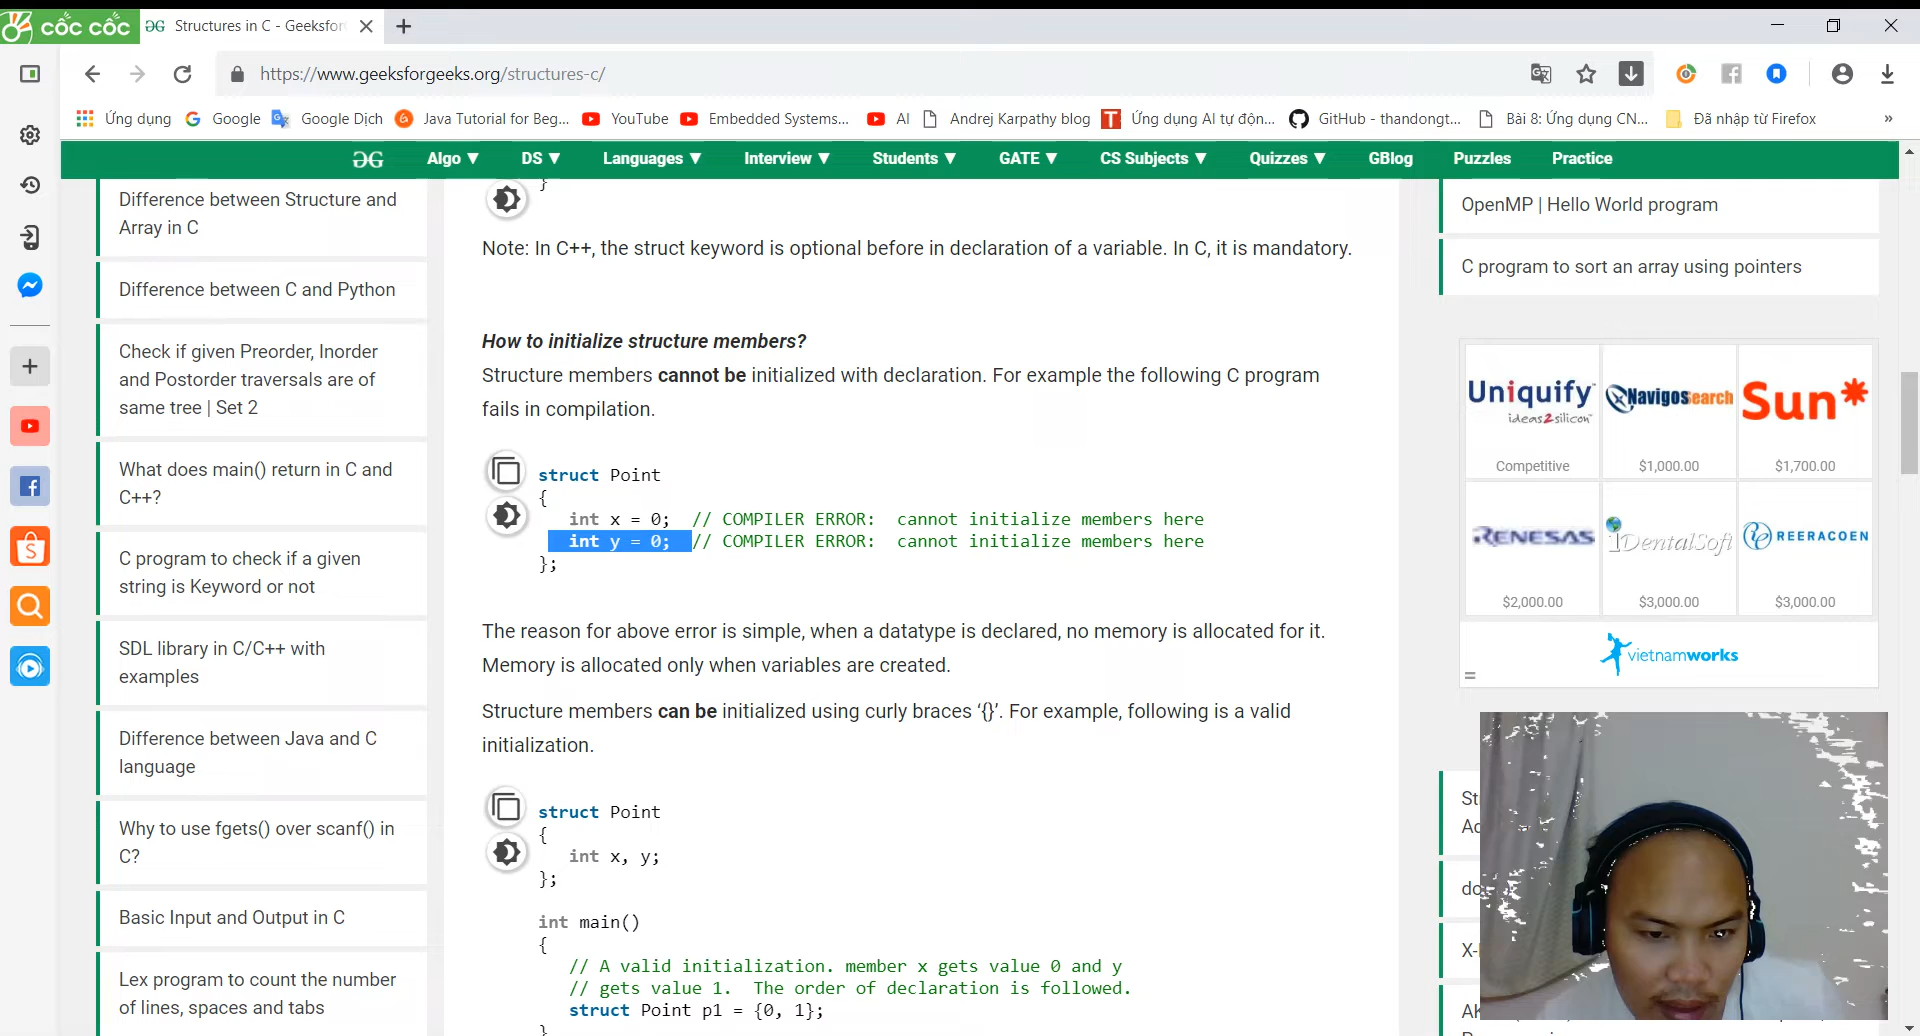 cốc cốc
Structures in C - Geeksfor
https://www.geeksforgeeks.org/structures-c/
Ứng dụng
Google
Google Dịch
Java Tutorial for Beg...
YouTube
Embedded Systems...
AI
Andrej Karpathy blog
Ứng dụng AI tự độn...
GitHub - thandongt...
Bài 8: Ứng dụng CN...
Đã nhập từ Firefox
»
Algo ▼
DS ▼
Languages ▼
Interview ▼
Students ▼
GATE ▼
CS Subjects ▼
Quizzes ▼
GBlog
Puzzles
Practice
Difference between Structure and
Array in C
Difference between C and Python
Check if given Preorder, Inorder
and Postorder traversals are of
same tree | Set 2
What does main() return in C and
C++?
C program to check if a given
string is Keyword or not
SDL library in C/C++ with
examples
Difference between Java and C
language
Why to use fgets() over scanf() in
C?
Basic Input and Output in C
Lex program to count the number
of lines, spaces and tabs
}
Note: In C++, the struct keyword is optional before in declaration of a variable. In C, it is mandatory.
How to initialize structure members?
Structure members cannot be initialized with declaration. For example the following C program
fails in compilation.
struct Point
{
int x = 0;  // COMPILER ERROR:  cannot initialize members here
int y = 0;  // COMPILER ERROR:  cannot initialize members here
};
The reason for above error is simple, when a datatype is declared, no memory is allocated for it.
Memory is allocated only when variables are created.
Structure members can be initialized using curly braces ‘{}’. For example, following is a valid
initialization.
struct Point
{
int x, y;
};
int main()
{
// A valid initialization. member x gets value 0 and y
// gets value 1.  The order of declaration is followed.
struct Point p1 = {0, 1};
}
OpenMP | Hello World program
C program to sort an array using pointers
Uniquify
ideas2silicon
Competitive
NavigosSearch
$1,000.00
Sun*
$1,700.00
RENESAS
$2,000.00
iDentalSoft
$3,000.00
REERACOEN
$3,000.00
vietnamworks
St
Ac
do
X-